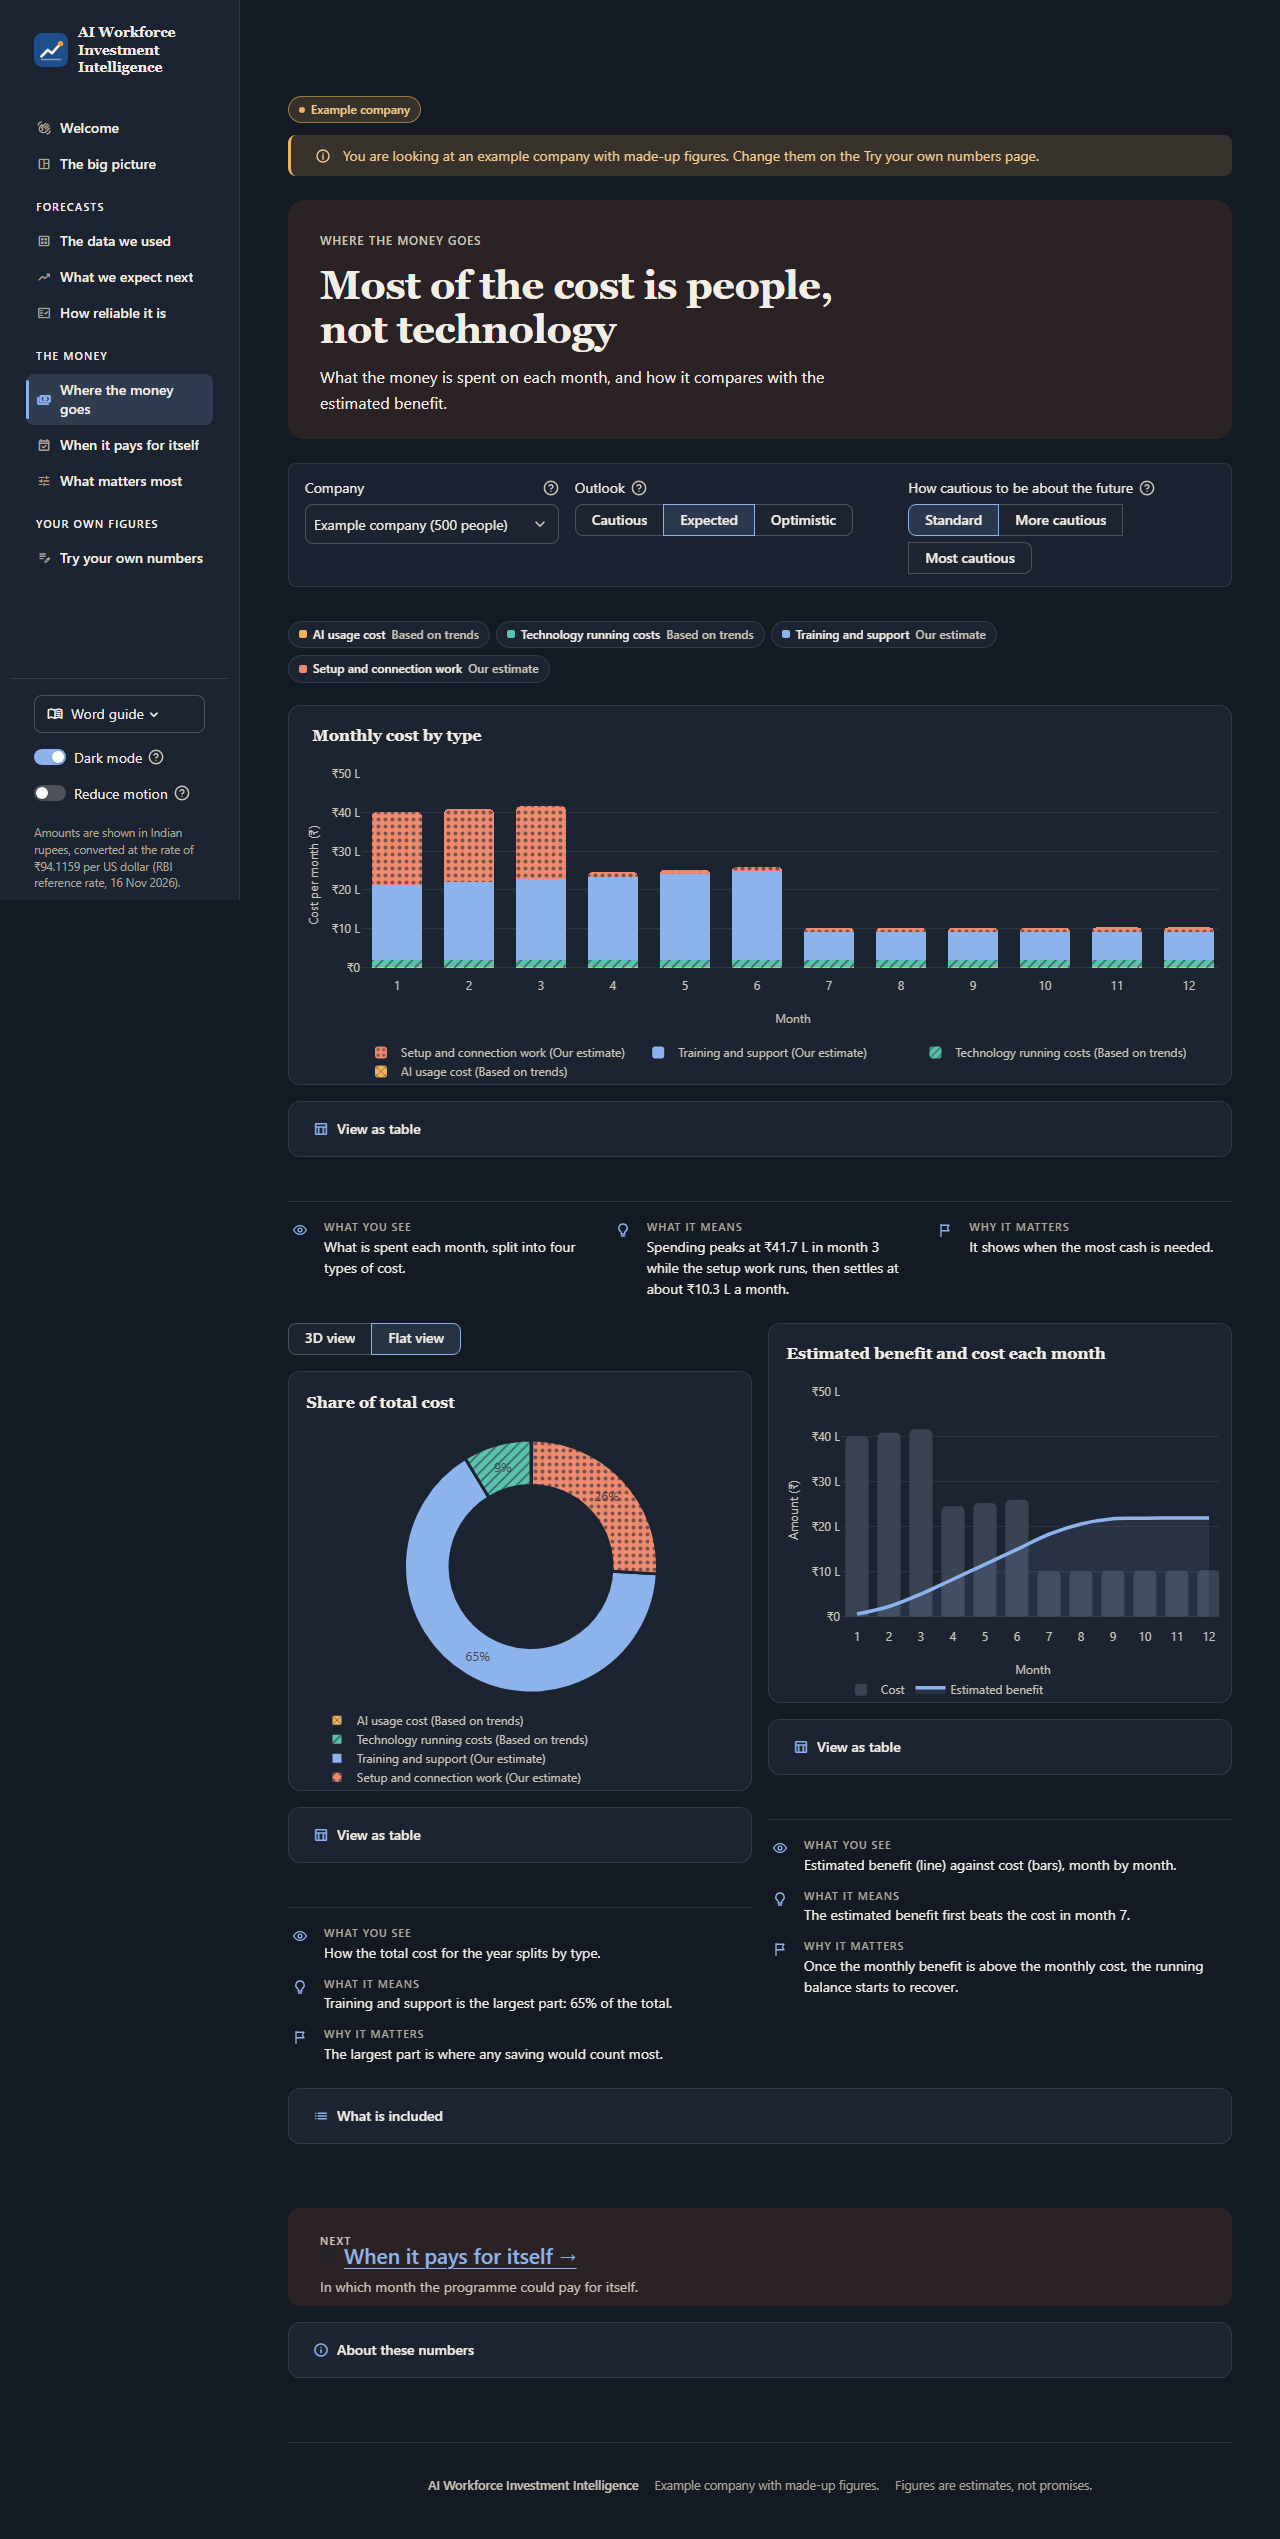 AI Workforce
Investment
Intelligence
Welcome
The big picture
FORECASTS
The data we used
What we expect next
How reliable it is
THE MONEY
Where the money
goes
When it pays for itself
What matters most
YOUR OWN FIGURES
Try your own numbers
Word guide
Dark mode
Reduce motion
Amounts are shown in Indian
rupees, converted at the rate of
₹94.1159 per US dollar (RBI
reference rate, 16 Nov 2026).
Example company
You are looking at an example company with made-up figures. Change them on the Try your own numbers page.
WHERE THE MONEY GOES
Most of the cost is people,
not technology
What the money is spent on each month, and how it compares with the
estimated benefit.
Company
Example company (500 people)
Outlook
Cautious Expected Optimistic
How cautious to be about the future
Standard More cautious
Most cautious
AI usage cost Based on trends
Technology running costs Based on trends
Training and support Our estimate
Setup and connection work Our estimate
Monthly cost by type
₹50 L
₹40 L
₹30 L
₹20 L
₹10 L
₹0
Cost per month (₹)
1 2 3 4 5 6 7 8 9 10 11 12
Month
Setup and connection work (Our estimate) Training and support (Our estimate) Technology running costs (Based on trends)
AI usage cost (Based on trends)
View as table
WHAT YOU SEE
What is spent each month, split into four
types of cost.
WHAT IT MEANS
Spending peaks at ₹41.7 L in month 3
while the setup work runs, then settles at
about ₹10.3 L a month.
WHY IT MATTERS
It shows when the most cash is needed.
3D view Flat view
Share of total cost
9%
26%
65%
AI usage cost (Based on trends)
Technology running costs (Based on trends)
Training and support (Our estimate)
Setup and connection work (Our estimate)
View as table
WHAT YOU SEE
How the total cost for the year splits by type.
WHAT IT MEANS
Training and support is the largest part: 65% of the total.
WHY IT MATTERS
The largest part is where any saving would count most.
Estimated benefit and cost each month
₹50 L
₹40 L
₹30 L
₹20 L
₹10 L
₹0
Amount (₹)
1 2 3 4 5 6 7 8 9 10 11 12
Month
Cost Estimated benefit
View as table
WHAT YOU SEE
Estimated benefit (line) against cost (bars), month by month.
WHAT IT MEANS
The estimated benefit first beats the cost in month 7.
WHY IT MATTERS
Once the monthly benefit is above the monthly cost, the running
balance starts to recover.
What is included
NEXT
When it pays for itself →
In which month the programme could pay for itself.
About these numbers
AI Workforce Investment Intelligence Example company with made-up figures. Figures are estimates, not promises.